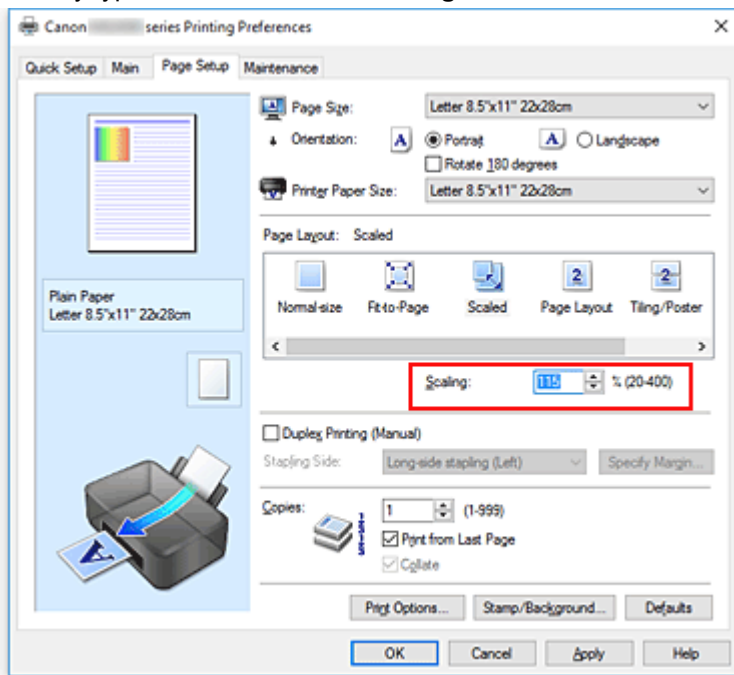 Canon series Printing Preferences
Quick Setup Main Page Setup Maintenance
Page Size: Letter 8.5"x11" 22x28cm
Orientation: A Portrait A Landscape
Rotate 180 degrees
Printer Paper Size: Letter 8.5"x11" 22x28cm
Page Layout: Scaled
Normal-size Fit-to-Page Scaled Page Layout Tiling/Poster
Plain Paper
Letter 8.5"x11" 22x28cm
Scaling: 115 % (20-400)
Duplex Printing (Manual)
Stapling Side: Long-side stapling (Left) Specify Margin...
Copies: 1 (1-999)
Print from Last Page
Collate
Print Options... Stamp/Background... Defaults
OK Cancel Apply Help